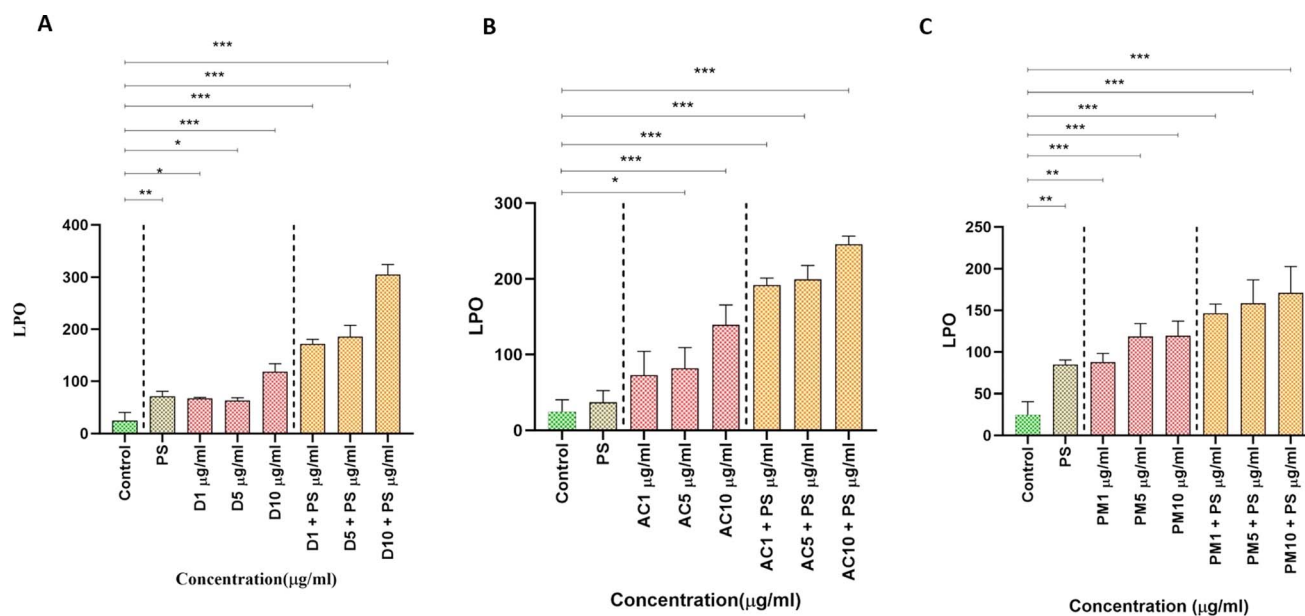 A
***
***
***
***
*
*
**
400
300
200
100
0
LPO
Control
PS
D1 µg/ml
D5 µg/ml
D10 µg/ml
D1 + PS µg/ml
D5 + PS µg/ml
D10 + PS µg/ml
Concentration(µg/ml)
B
***
***
***
***
*
300
200
100
0
LPO
Control
PS
AC1 µg/ml
AC5 µg/ml
AC10 µg/ml
AC1 + PS µg/ml
AC5 + PS µg/ml
AC10 + PS µg/ml
Concentration(µg/ml)
C
***
***
***
***
***
**
**
250
200
150
100
50
0
LPO
Control
PS
PM1 µg/ml
PM5 µg/ml
PM10 µg/ml
PM1 + PS µg/ml
PM5 + PS µg/ml
PM10 + PS µg/ml
Concentration (µg/ml)